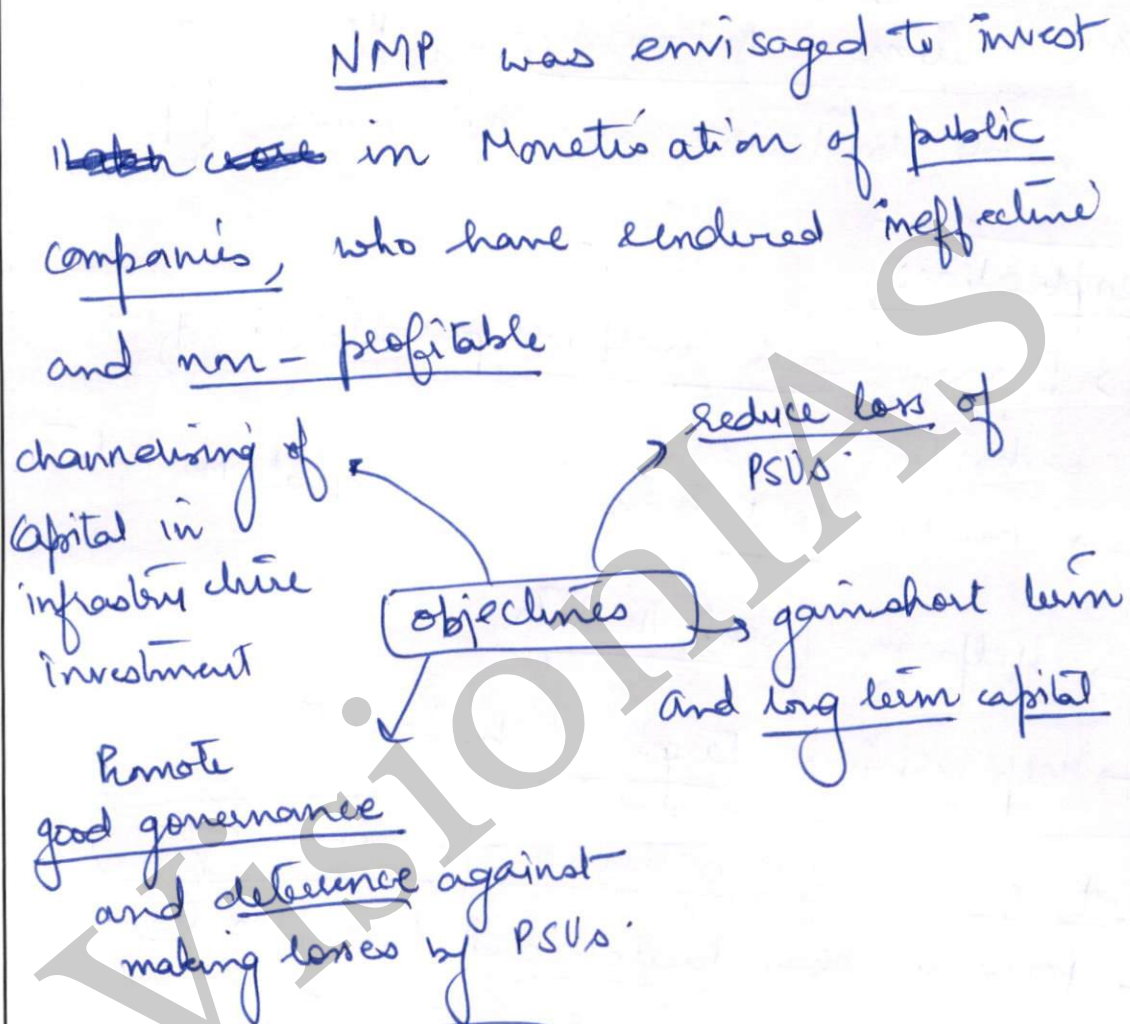 NMP was envisaged to invest
in Monetisation of public
companies, who have rendered ineffective
and non-profitable
channelising of
Capital in
infrastructure
investment
reduce loss of
PSUs.
objectives
gain short term
and long term capital
Promote
good governance
and deterrence against
making losses by PSUs.
VisionIAS